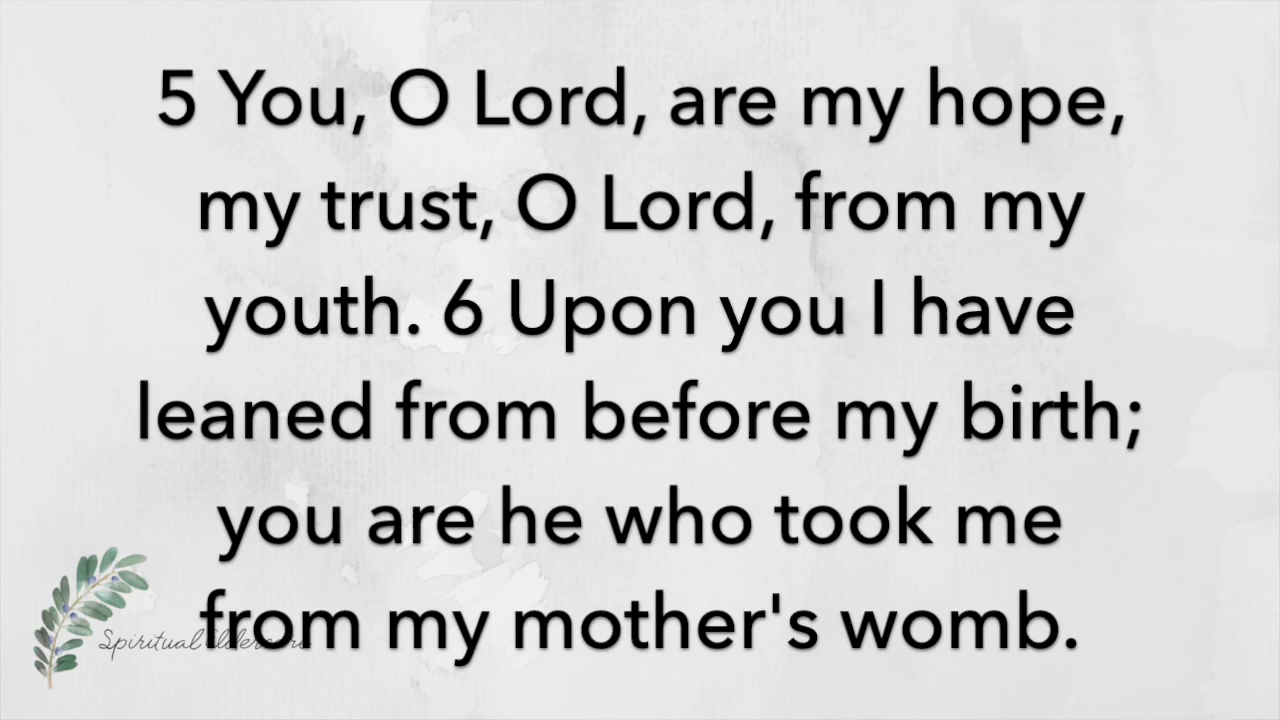 5 You, O Lord, are my hope,
my trust, O Lord, from my
youth. 6 Upon you I have
leaned from before my birth;
you are he who took me
from my mother's womb.
Spiritual